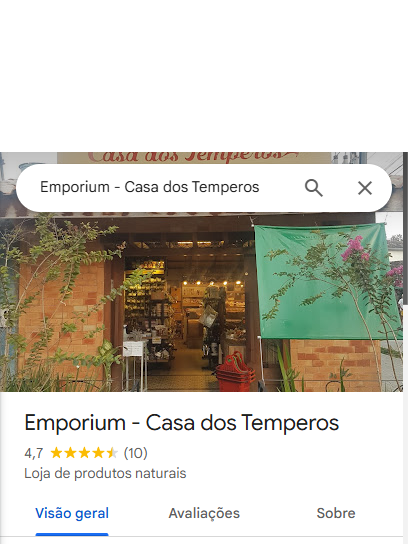 Casa dos Temperos
Emporium - Casa dos Temperos
Emporium - Casa dos Temperos
4,7 (10)
Loja de produtos naturais
Visão geral Avaliações Sobre